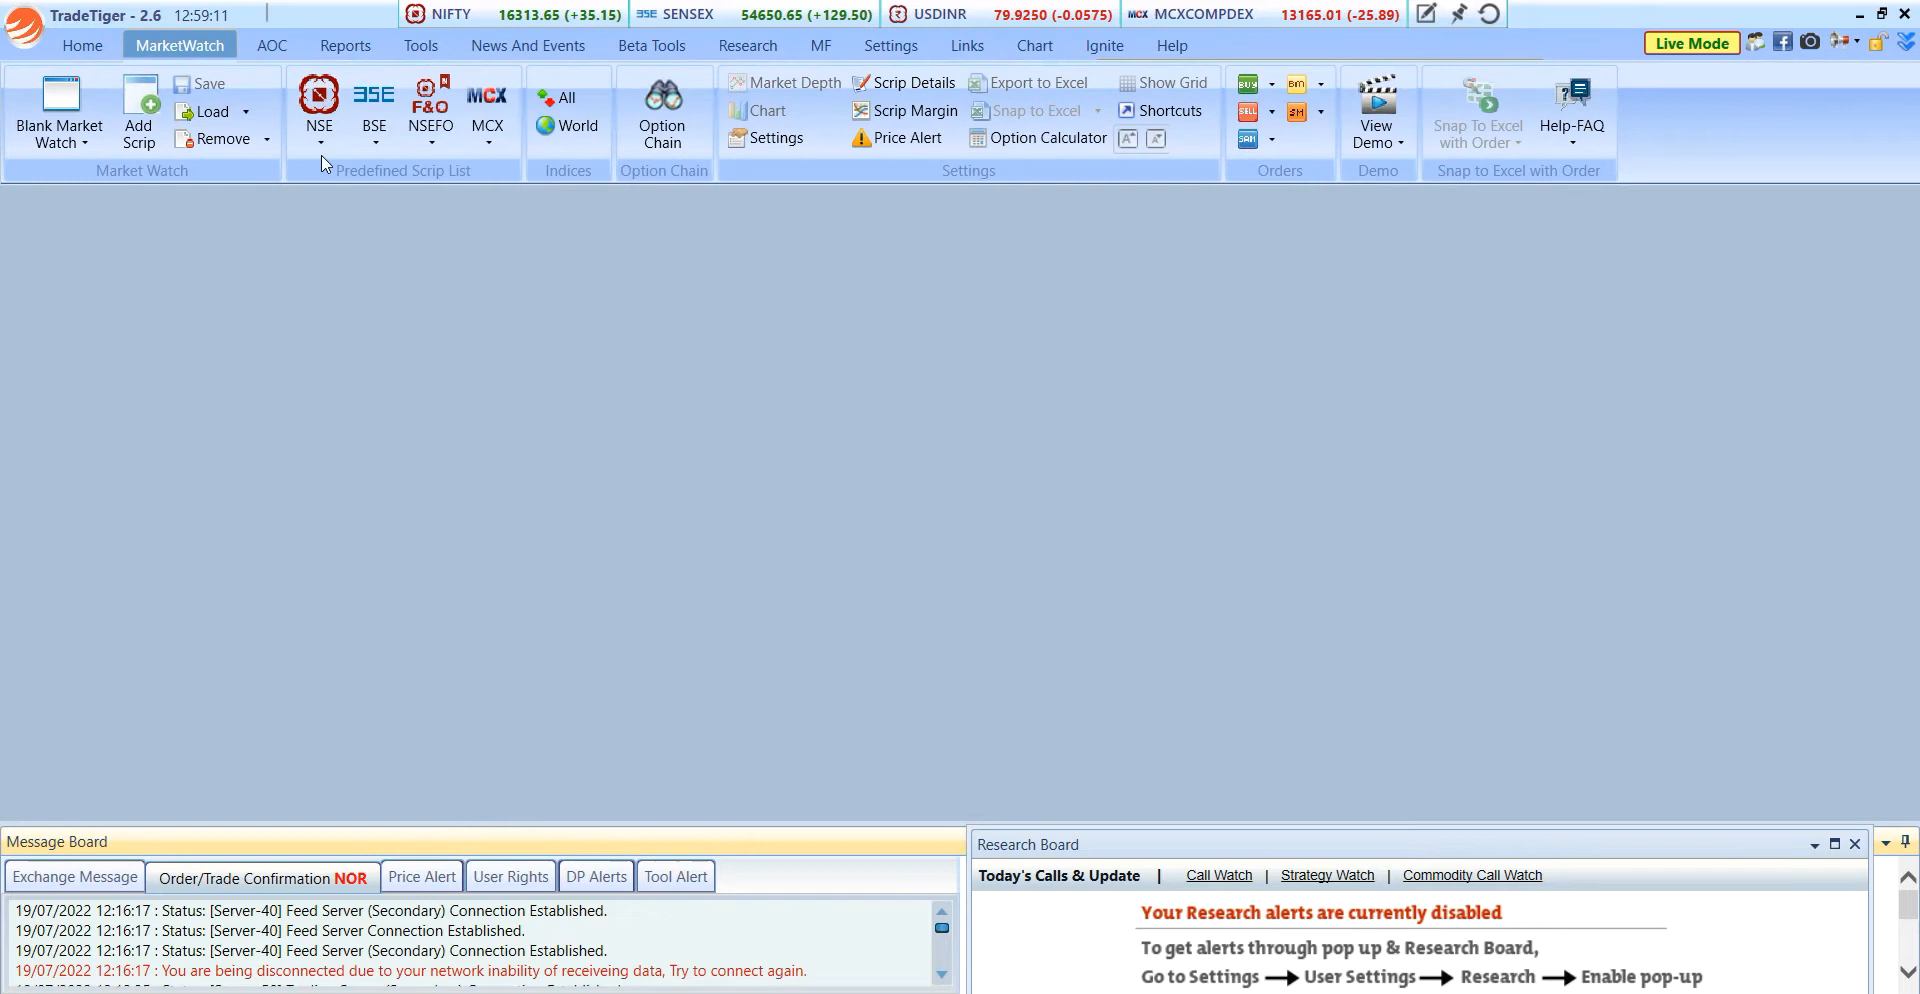 TradeTiger - 2.6 12:59:11
NIFTY 16313.65 (+35.15) BSE SENSEX 54650.65 (+129.50) USDINR 79.9250 (-0.0575) MCX MCXCOMPDEX 13165.01 (-25.89)
Home MarketWatch AOC Reports Tools News And Events Beta Tools Research MF Settings Links Chart Ignite Help Live Mode
Blank Market Watch
Add Scrip
Save
Load
Remove
Market Watch
NSE
BSE BSE
F&O N NSEFO
MCX MCX
Predefined Scrip List
All
World
Indices
Option Chain
Option Chain
Market Depth Scrip Details Export to Excel Show Grid
Chart Scrip Margin Snap to Excel Shortcuts
Settings Price Alert Option Calculator A A
Settings
BUY BM
SELL SM
SAM
Orders
View Demo
Demo
Snap To Excel with Order
Help-FAQ
Snap to Excel with Order
Message Board
Exchange Message Order/Trade Confirmation NOR Price Alert User Rights DP Alerts Tool Alert
19/07/2022 12:16:17 : Status: [Server-40] Feed Server (Secondary) Connection Established.
19/07/2022 12:16:17 : Status: [Server-40] Feed Server Connection Established.
19/07/2022 12:16:17 : Status: [Server-40] Feed Server (Secondary) Connection Established.
19/07/2022 12:16:17 : You are being disconnected due to your network inability of receiveing data, Try to connect again.
Research Board
Today's Calls & Update | Call Watch | Strategy Watch | Commodity Call Watch
Your Research alerts are currently disabled
To get alerts through pop up & Research Board,
Go to Settings → User Settings → Research → Enable pop-up